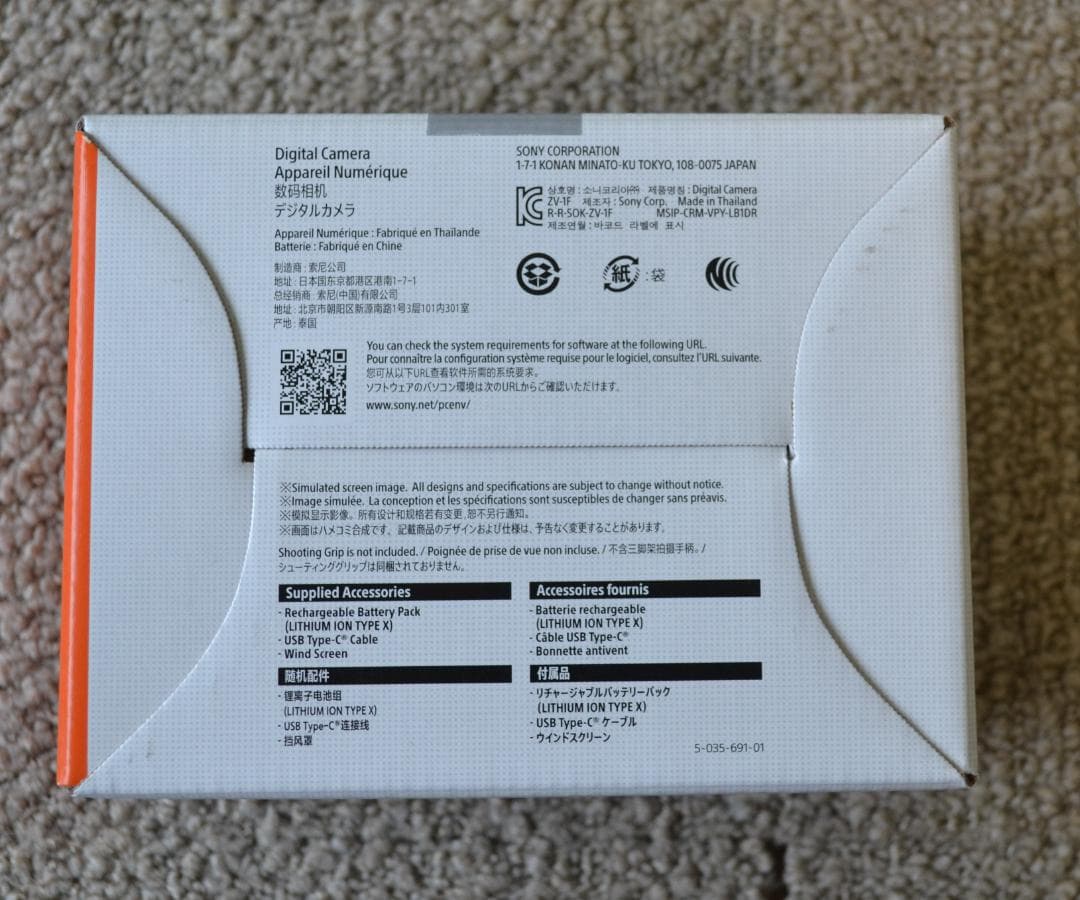 Digital Camera
Appareil Numérique
数码相机
デジタルカメラ
Appareil Numérique : Fabriqué en Thaïlande
Batterie : Fabriqué en Chine
制造商 : 索尼公司
地址 : 日本国东京都港区港南1-7-1
总经销商 : 索尼(中国)有限公司
地址 : 北京市朝阳区新源南路1号3层101内301室
产地 : 泰国
SONY CORPORATION
1-7-1 KONAN MINATO-KU TOKYO, 108-0075 JAPAN
상호명 : 소니코리아㈜ 제품명칭 : Digital Camera
ZV-1F 제조자 : Sony Corp. Made in Thailand
R-R-SOK-ZV-1F MSIP-CRM-VPY-LB1DR
제조연월 : 바코드 라벨에 표시
紙 : 袋
You can check the system requirements for software at the following URL.
Pour connaître la configuration système requise pour le logiciel, consultez l'URL suivante.
您可从以下URL查看软件所需的系统要求。
ソフトウェアのパソコン環境は次のURLからご確認いただけます。
www.sony.net/pcenv/
※Simulated screen image. All designs and specifications are subject to change without notice.
※Image simulée. La conception et les spécifications sont susceptibles de changer sans préavis.
※模拟显示影像。所有设计和规格若有变更,恕不另行通知。
※画面はハメコミ合成です。 記載商品のデザインおよび仕様は、予告なく変更することがあります。
Shooting Grip is not included. / Poignée de prise de vue non incluse. / 不含三脚架拍摄手柄。 /
シューティンググリップは同梱されておりません。
Supplied Accessories
- Rechargeable Battery Pack
(LITHIUM ION TYPE X)
- USB Type-C® Cable
- Wind Screen
Accessoires fournis
- Batterie rechargeable
(LITHIUM ION TYPE X)
- Câble USB Type-C®
- Bonnette antivent
随机配件
- 锂离子电池组
(LITHIUM ION TYPE X)
- USB Type-C®连接线
- 挡风罩
付属品
- リチャージャブルバッテリーパック
(LITHIUM ION TYPE X)
- USB Type-C® ケーブル
- ウインドスクリーン
5-035-691-01